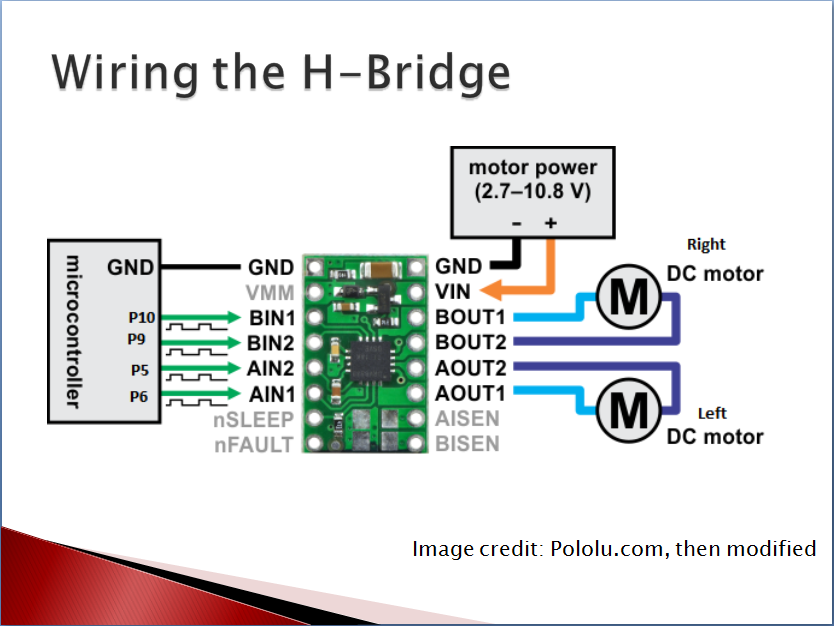 Wiring the H-Bridge
motor power
(2.7–10.8 V)
- +
microcontroller
GND
P10
P9
P5
P6
GND
VMM
BIN1
BIN2
AIN2
AIN1
nSLEEP
nFAULT
GND
VIN
BOUT1
BOUT2
AOUT2
AOUT1
AISEN
BISEN
Right
DC motor
M
M
Left
DC motor
Image credit: Pololu.com, then modified